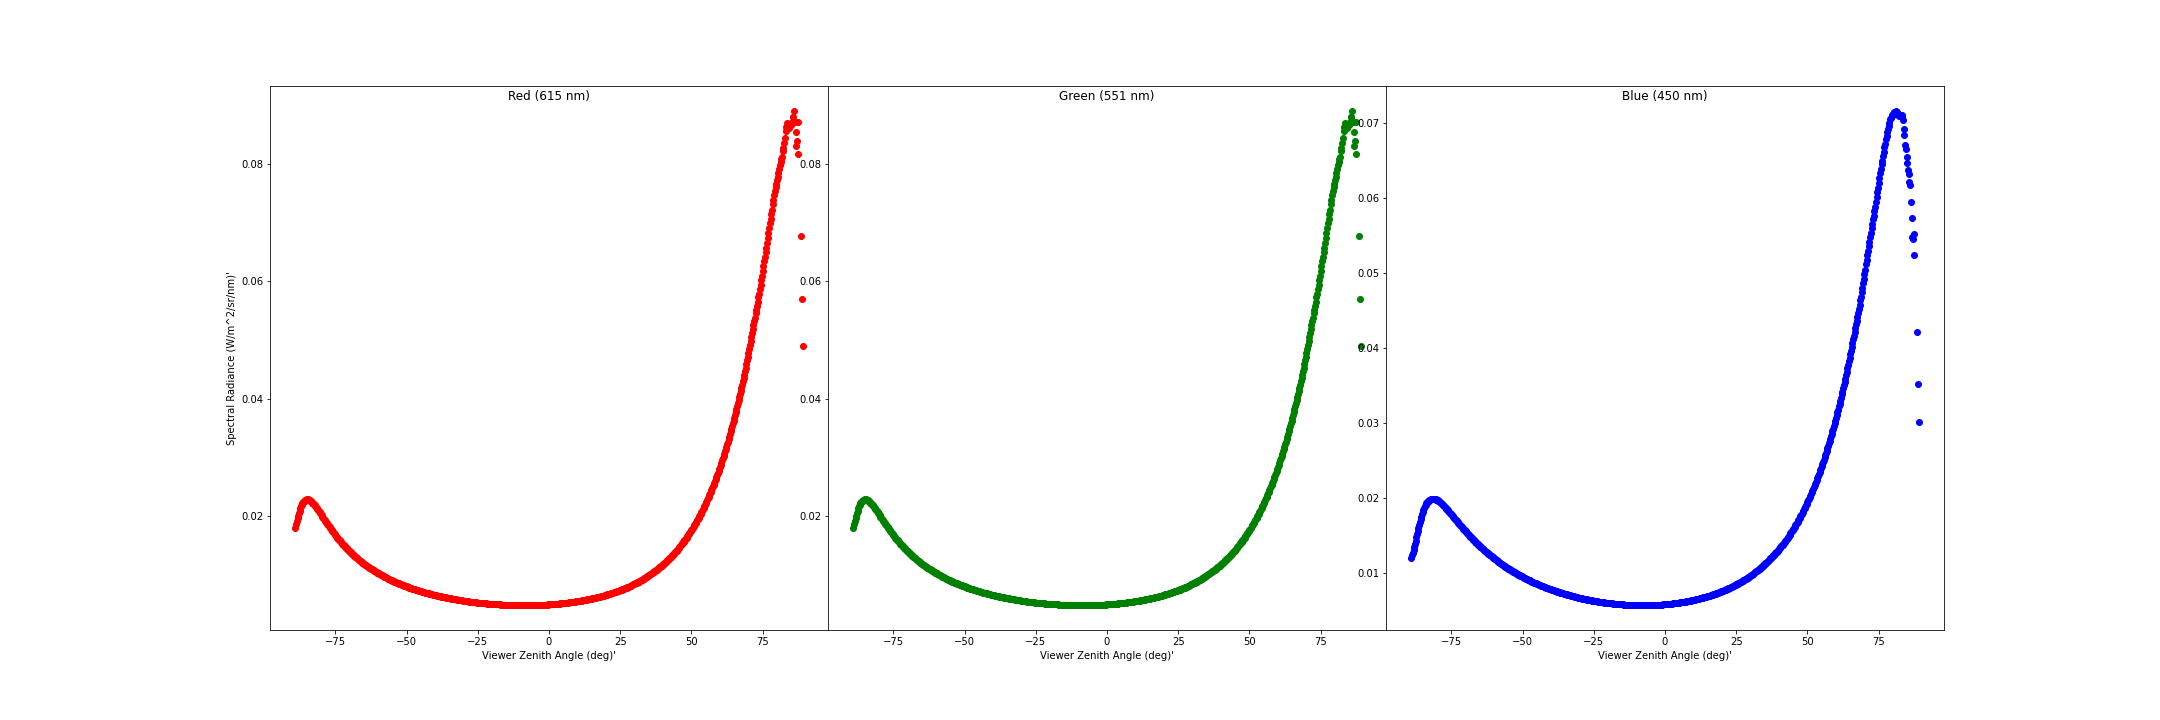 Red (615 nm)
Green (551 nm)
Blue (450 nm)
Spectral Radiance (W/m^2/sr/nm)'
0.08
0.06
0.04
0.02
−75 −50 −25 0 25 50 75
Viewer Zenith Angle (deg)'
0.08
0.06
0.04
0.02
−75 −50 −25 0 25 50 75
Viewer Zenith Angle (deg)'
0.07
0.06
0.05
0.04
0.03
0.02
0.01
−75 −50 −25 0 25 50 75
Viewer Zenith Angle (deg)'